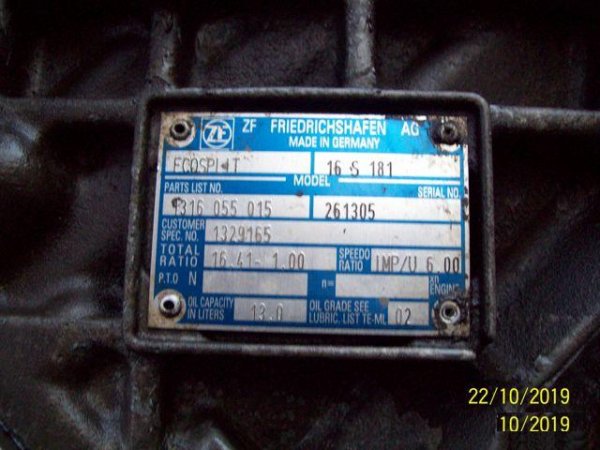 ZF ZF FRIEDRICHSHAFEN AG
MADE IN GERMANY
ECOSPLIT 16 S 181
MODEL
PARTS LIST NO. SERIAL NO.
1316 055 015 261305
CUSTOMER
SPEC. NO. 1329165
TOTAL
RATIO 16.41- 1.00 SPEEDO
RATIO IMP/U 6.00
P.T.O N n= ENGINE
OIL CAPACITY
IN LITERS 13.0 OIL GRADE SEE
LUBRIC. LIST TE-ML 02
22/10/2019
10/2019